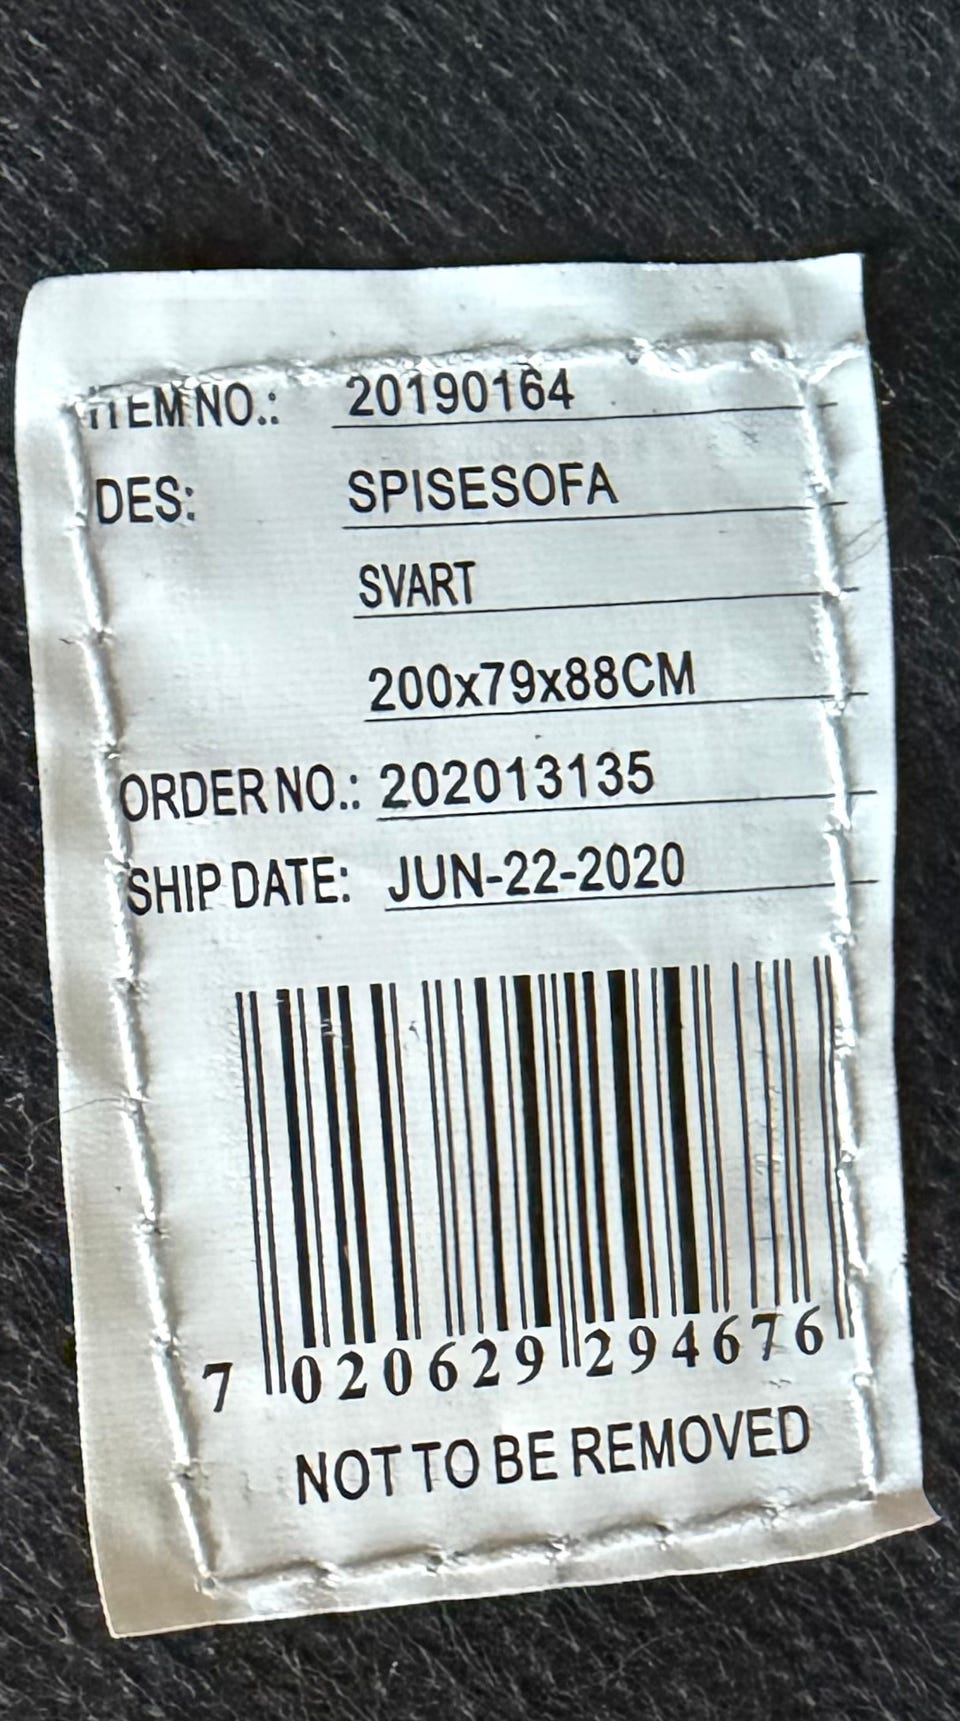 ITEM NO.: 20190164
DES: SPISESOFA
SVART
200x79x88CM
ORDER NO.: 202013135
SHIP DATE: JUN-22-2020
7 020629 294676
NOT TO BE REMOVED